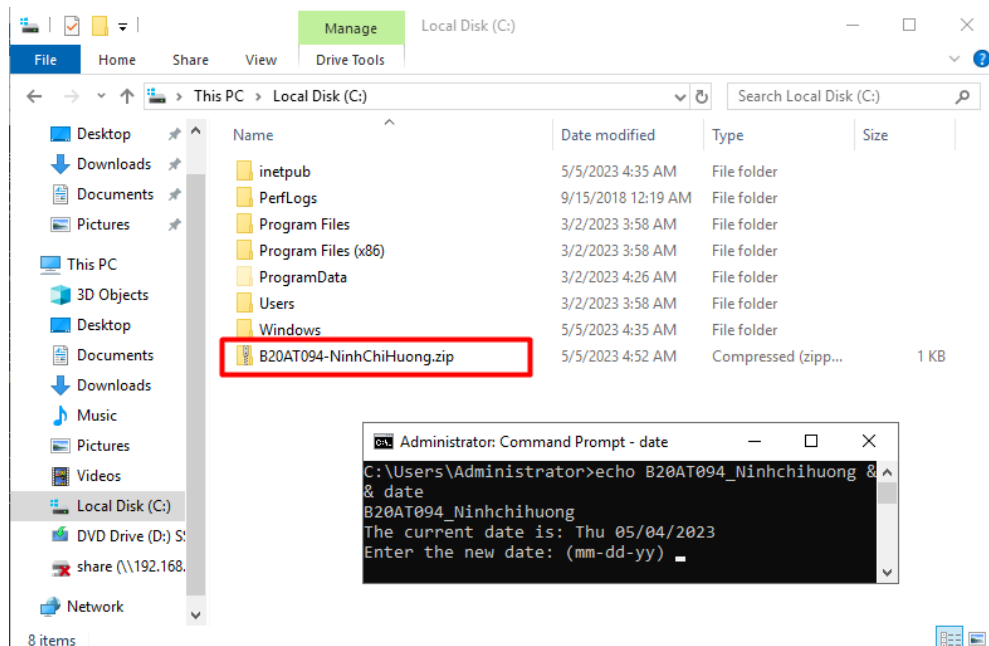 Manage Local Disk (C:)
File Home Share View Drive Tools
This PC > Local Disk (C:)
Search Local Disk (C:)
Desktop
Downloads
Documents
Pictures
This PC
3D Objects
Desktop
Documents
Downloads
Music
Pictures
Videos
Local Disk (C:)
DVD Drive (D:) S
share (\\192.168.
Network
Name Date modified Type Size
inetpub 5/5/2023 4:35 AM File folder
PerfLogs 9/15/2018 12:19 AM File folder
Program Files 3/2/2023 3:58 AM File folder
Program Files (x86) 3/2/2023 3:58 AM File folder
ProgramData 3/2/2023 4:26 AM File folder
Users 3/2/2023 3:58 AM File folder
Windows 5/5/2023 4:35 AM File folder
B20AT094-NinhChiHuong.zip 5/5/2023 4:52 AM Compressed (zipp... 1 KB
Administrator: Command Prompt - date
C:\Users\Administrator>echo B20AT094_Ninhchihuong &
& date
B20AT094_Ninhchihuong
The current date is: Thu 05/04/2023
Enter the new date: (mm-dd-yy)
8 items